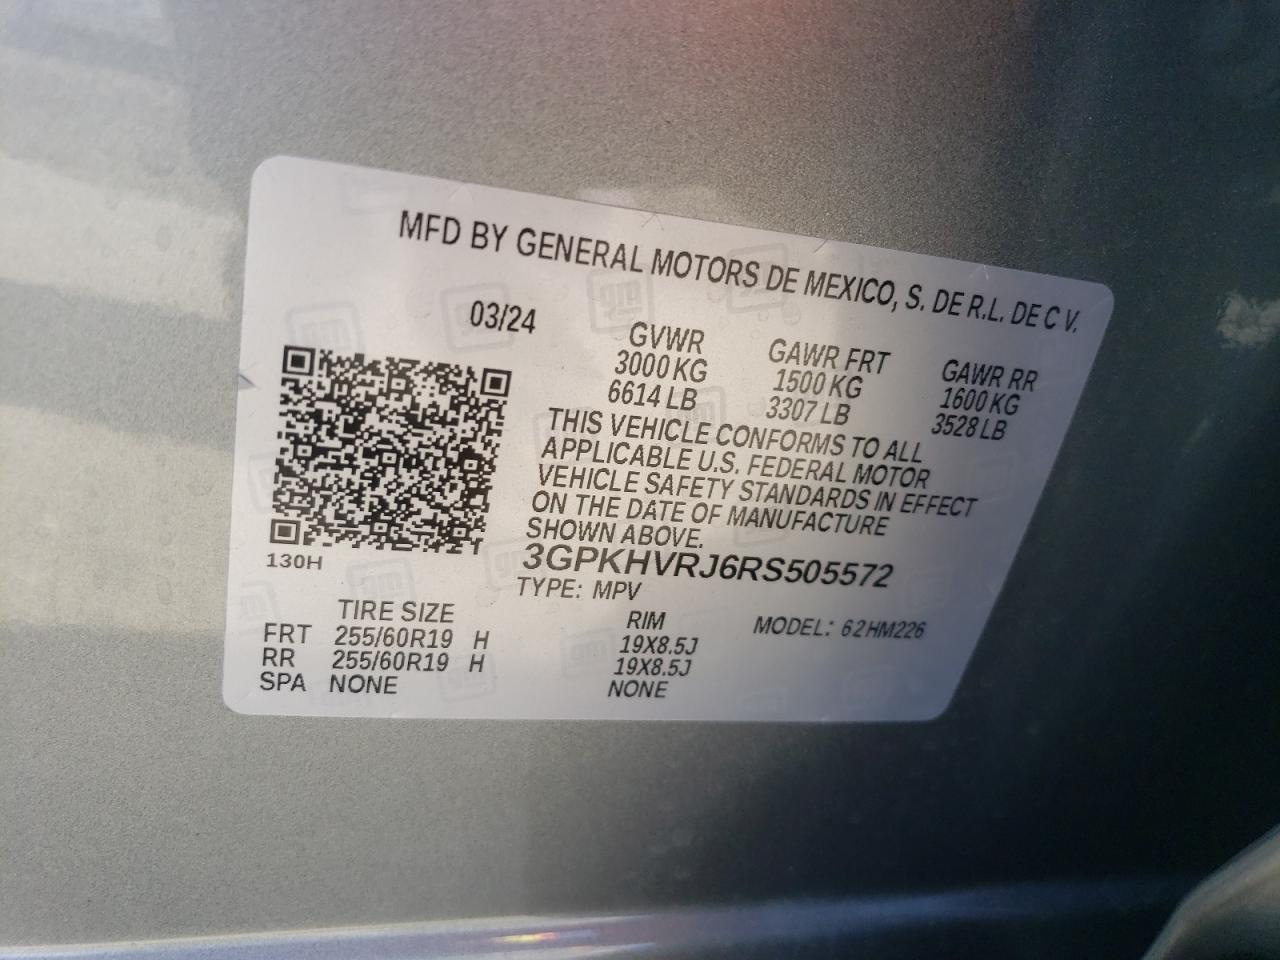 MFD BY GENERAL MOTORS DE MEXICO, S. DE R.L. DE C V.
03/24 GVWR GAWR FRT GAWR RR
3000 KG 1500 KG 1600 KG
6614 LB 3307 LB 3528 LB
THIS VEHICLE CONFORMS TO ALL
APPLICABLE U.S. FEDERAL MOTOR
VEHICLE SAFETY STANDARDS IN EFFECT
ON THE DATE OF MANUFACTURE
SHOWN ABOVE.
130H
3GPKHVRJ6RS505572
TYPE: MPV
TIRE SIZE RIM MODEL: 62HM226
FRT 255/60R19 H 19X8.5J
RR 255/60R19 H 19X8.5J
SPA NONE NONE